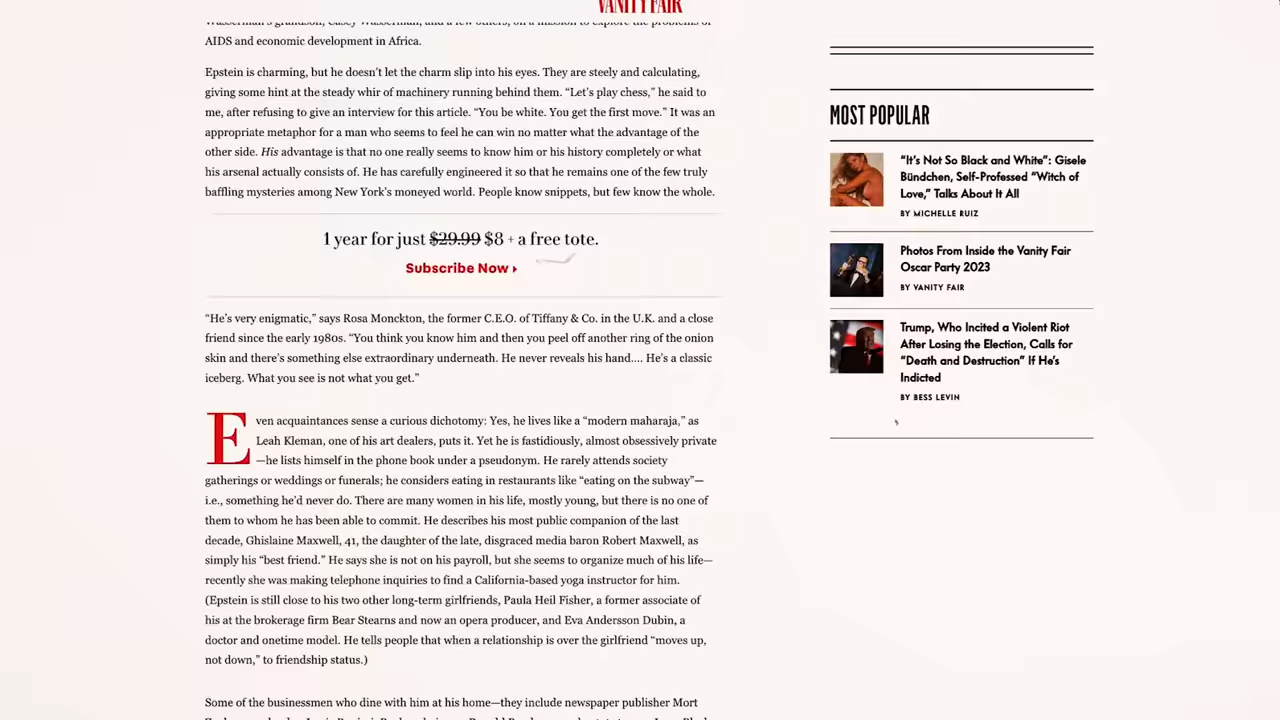 VANITY FAIR
Wasserman's grandson, Casey Wasserman, and a few others, on a mission to explore the problems of
AIDS and economic development in Africa.
Epstein is charming, but he doesn't let the charm slip into his eyes. They are steely and calculating,
giving some hint at the steady whir of machinery running behind them. “Let's play chess,” he said to
me, after refusing to give an interview for this article. “You be white. You get the first move.” It was an
appropriate metaphor for a man who seems to feel he can win no matter what the advantage of the
other side. His advantage is that no one really seems to know him or his history completely or what
his arsenal actually consists of. He has carefully engineered it so that he remains one of the few truly
baffling mysteries among New York's moneyed world. People know snippets, but few know the whole.
1 year for just $29.99 $8 + a free tote.
Subscribe Now
“He's very enigmatic,” says Rosa Monckton, the former C.E.O. of Tiffany & Co. in the U.K. and a close
friend since the early 1980s. “You think you know him and then you peel off another ring of the onion
skin and there's something else extraordinary underneath. He never reveals his hand.... He's a classic
iceberg. What you see is not what you get.”
Even acquaintances sense a curious dichotomy: Yes, he lives like a “modern maharaja,” as
Leah Kleman, one of his art dealers, puts it. Yet he is fastidiously, almost obsessively private
—he lists himself in the phone book under a pseudonym. He rarely attends society
gatherings or weddings or funerals; he considers eating in restaurants like “eating on the subway”—
i.e., something he'd never do. There are many women in his life, mostly young, but there is no one of
them to whom he has been able to commit. He describes his most public companion of the last
decade, Ghislaine Maxwell, 41, the daughter of the late, disgraced media baron Robert Maxwell, as
simply his “best friend.” He says she is not on his payroll, but she seems to organize much of his life—
recently she was making telephone inquiries to find a California-based yoga instructor for him.
(Epstein is still close to his two other long-term girlfriends, Paula Heil Fisher, a former associate of
his at the brokerage firm Bear Stearns and now an opera producer, and Eva Andersson Dubin, a
doctor and onetime model. He tells people that when a relationship is over the girlfriend “moves up,
not down,” to friendship status.)
Some of the businessmen who dine with him at his home—they include newspaper publisher Mort
MOST POPULAR
“It's Not So Black and White”: Gisele
Bündchen, Self-Professed “Witch of
Love,” Talks About It All
BY MICHELLE RUIZ
Photos From Inside the Vanity Fair
Oscar Party 2023
BY VANITY FAIR
Trump, Who Incited a Violent Riot
After Losing the Election, Calls for
“Death and Destruction” If He's
Indicted
BY BESS LEVIN